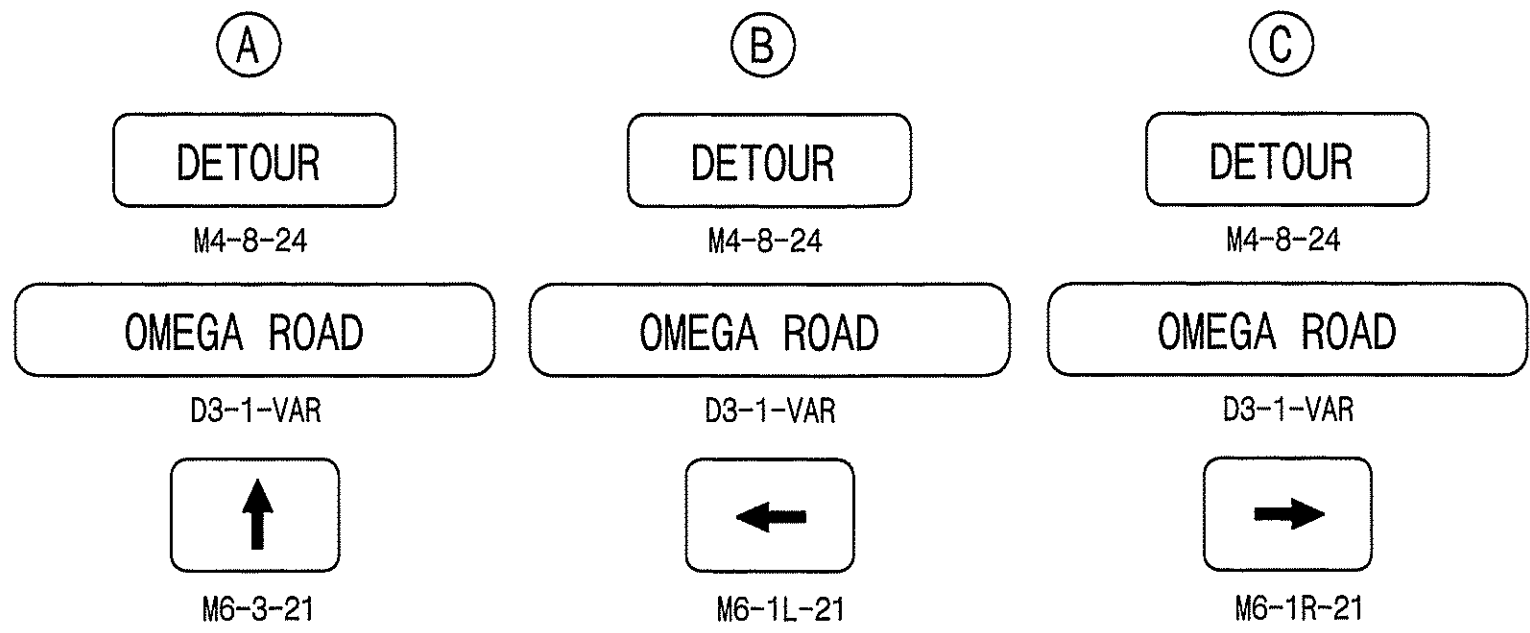 A B C
DETOUR DETOUR DETOUR
M4-8-24 M4-8-24 M4-8-24
OMEGA ROAD OMEGA ROAD OMEGA ROAD
D3-1-VAR D3-1-VAR D3-1-VAR
M6-3-21 M6-1L-21 M6-1R-21